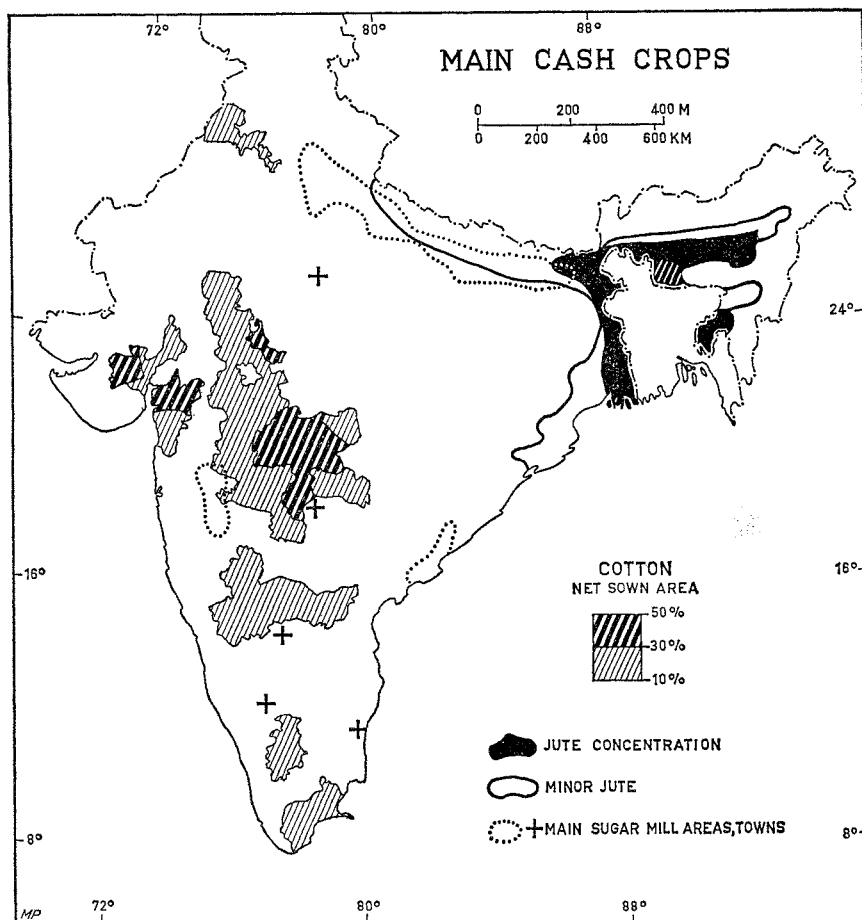 72° 80° 88°
MAIN CASH CROPS
0 200 400 M
0 200 400 600 KM
24°
16° 16°
COTTON
NET SOWN AREA
50%
30%
10%
JUTE CONCENTRATION
MINOR JUTE
MAIN SUGAR MILL AREAS, TOWNS
8° 8°
MP
72° 80° 88°